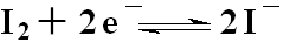 I₂ + 2e⁻ ⇌ 2I⁻